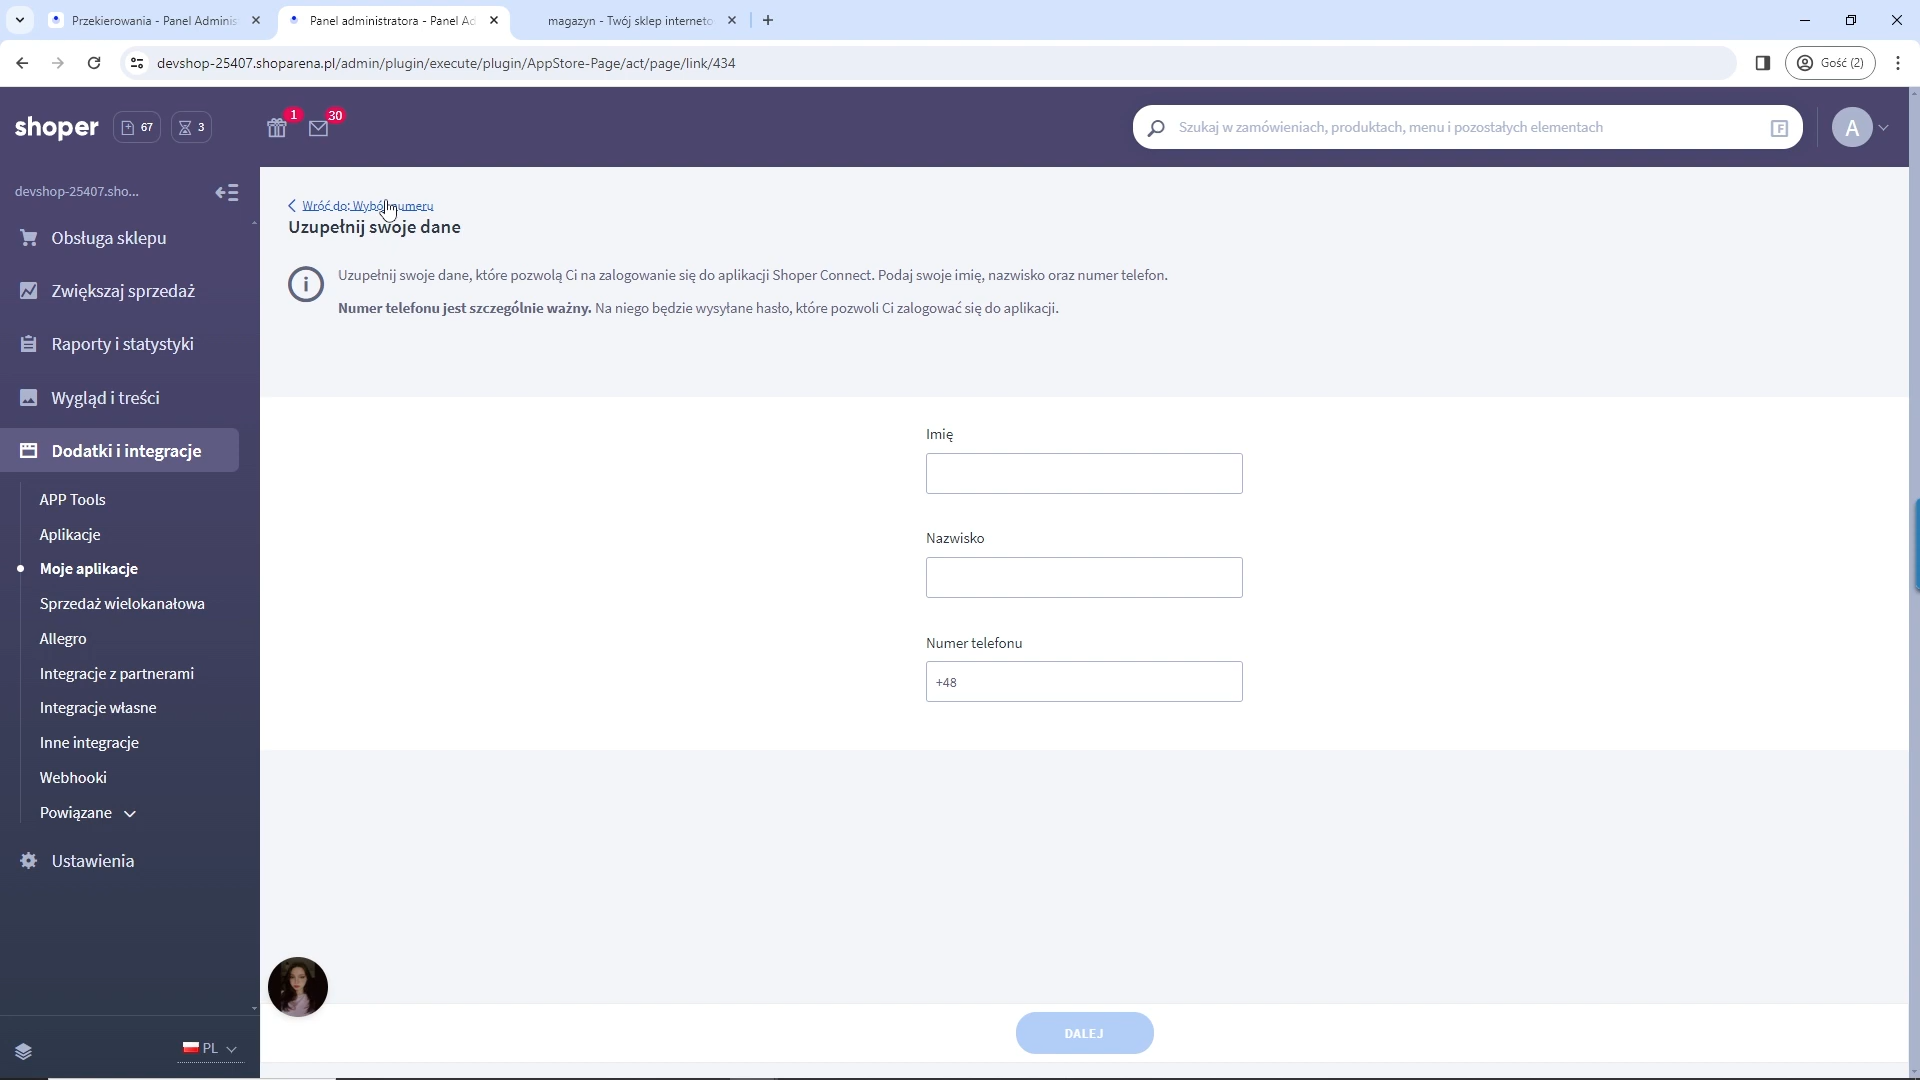 Przekierowania - Panel Adminis
Panel administratora - Panel Ac
magazyn - Twój sklep interneto
devshop-25407.shoparena.pl/admin/plugin/execute/plugin/AppStore-Page/act/page/link/434
Gość (2)
shoper
67
3
1
30
Szukaj w zamówieniach, produktach, menu i pozostałych elementach
F
A
devshop-25407.sho...
Obsługa sklepu
Zwiększaj sprzedaż
Raporty i statystyki
Wygląd i treści
Dodatki i integracje
APP Tools
Aplikacje
Moje aplikacje
Sprzedaż wielokanałowa
Allegro
Integracje z partnerami
Integracje własne
Inne integracje
Webhooki
Powiązane
Ustawienia
PL
Wróć do: Wybór numeru
Uzupełnij swoje dane
Uzupełnij swoje dane, które pozwolą Ci na zalogowanie się do aplikacji Shoper Connect. Podaj swoje imię, nazwisko oraz numer telefon.
Numer telefonu jest szczególnie ważny. Na niego będzie wysyłane hasło, które pozwoli Ci zalogować się do aplikacji.
Imię
Nazwisko
Numer telefonu
+48
DALEJ